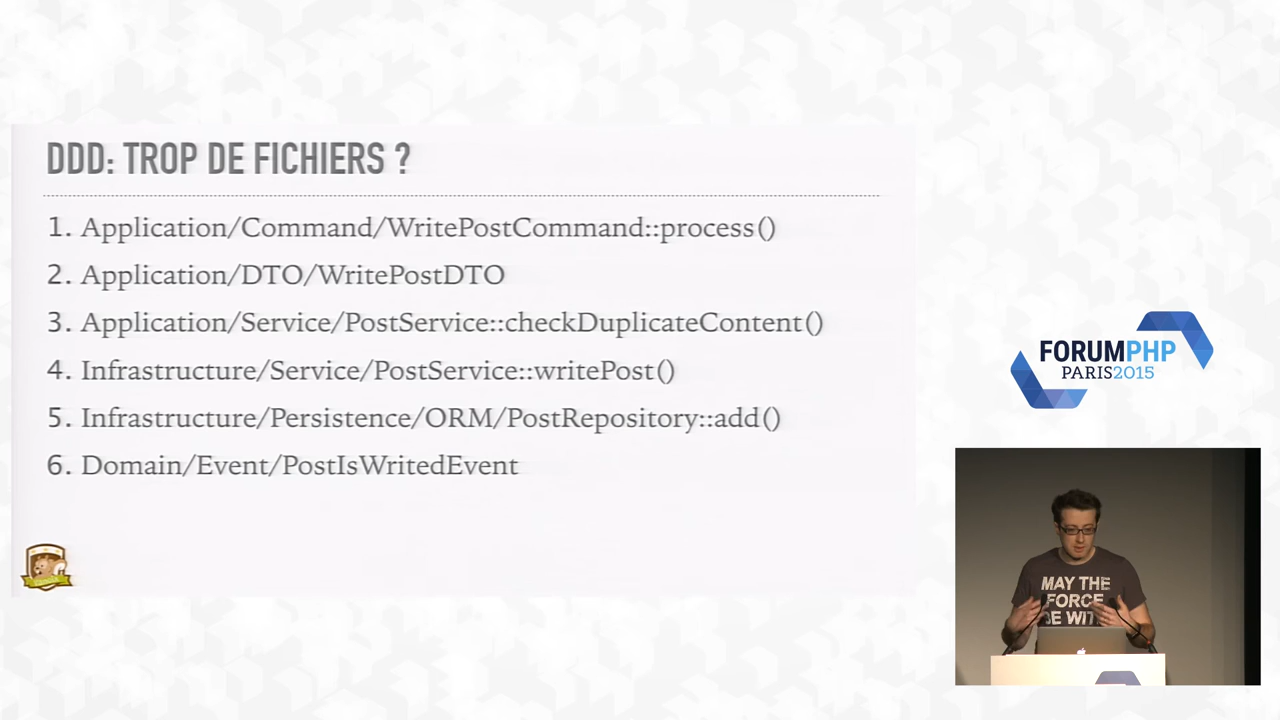 DDD: TROP DE FICHIERS ?
1. Application/Command/WritePostCommand::process()
2. Application/DTO/WritePostDTO
3. Application/Service/PostService::checkDuplicateContent()
4. Infrastructure/Service/PostService::writePost()
5. Infrastructure/Persistence/ORM/PostRepository::add()
6. Domain/Event/PostIsWritedEvent
FORUMPHP
PARIS2015
MAY THE
FORCE
BE WITH